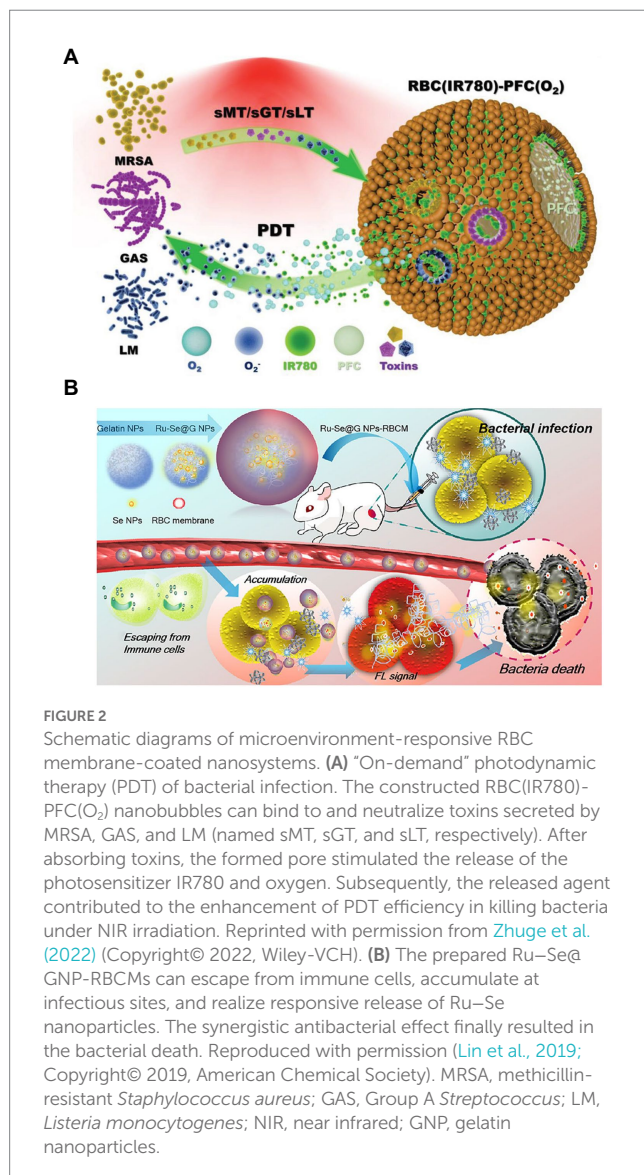 A
sMT/sGT/sLT
RBC(IR780)-PFC(O₂)
MRSA
PFC
PDT
GAS
LM
O₂
O₂⁻
IR780
PFC
Toxins
B
Gelatin NPs
Ru-Se@G NPs
Ru-Se@G NPs-RBCM
Bacterial infection
Se NPs
RBC membrane
Accumulation
Escaping from
Immune cells
FL signal
Bacteria death
FIGURE 2
Schematic diagrams of microenvironment-responsive RBC
membrane-coated nanosystems. (A) “On-demand” photodynamic
therapy (PDT) of bacterial infection. The constructed RBC(IR780)-
PFC(O₂) nanobubbles can bind to and neutralize toxins secreted by
MRSA, GAS, and LM (named sMT, sGT, and sLT, respectively). After
absorbing toxins, the formed pore stimulated the release of the
photosensitizer IR780 and oxygen. Subsequently, the released agent
contributed to the enhancement of PDT efficiency in killing bacteria
under NIR irradiation. Reprinted with permission from Zhuge et al.
(2022) (Copyright© 2022, Wiley-VCH). (B) The prepared Ru–Se@
GNP-RBCMs can escape from immune cells, accumulate at
infectious sites, and realize responsive release of Ru–Se
nanoparticles. The synergistic antibacterial effect finally resulted in
the bacterial death. Reproduced with permission (Lin et al., 2019;
Copyright© 2019, American Chemical Society). MRSA, methicillin-
resistant Staphylococcus aureus; GAS, Group A Streptococcus; LM,
Listeria monocytogenes; NIR, near infrared; GNP, gelatin
nanoparticles.